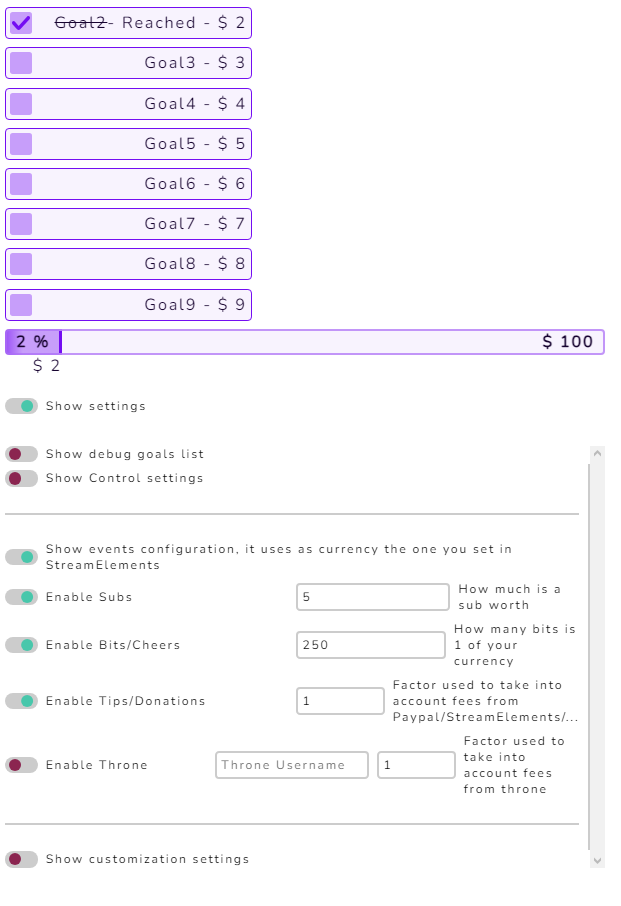 Goal2- Reached - $ 2
Goal3 - $ 3
Goal4 - $ 4
Goal5 - $ 5
Goal6 - $ 6
Goal7 - $ 7
Goal8 - $ 8
Goal9 - $ 9
2 % $ 100
$ 2
Show settings
Show debug goals list
Show Control settings
Show events configuration, it uses as currency the one you set in
StreamElements
Enable Subs 5 How much is a
sub worth
Enable Bits/Cheers 250 How many bits is
1 of your
currency
Enable Tips/Donations 1 Factor used to take into
account fees from
Paypal/StreamElements/...
Enable Throne Throne Username 1 Factor used to
take into
account fees
from throne
Show customization settings